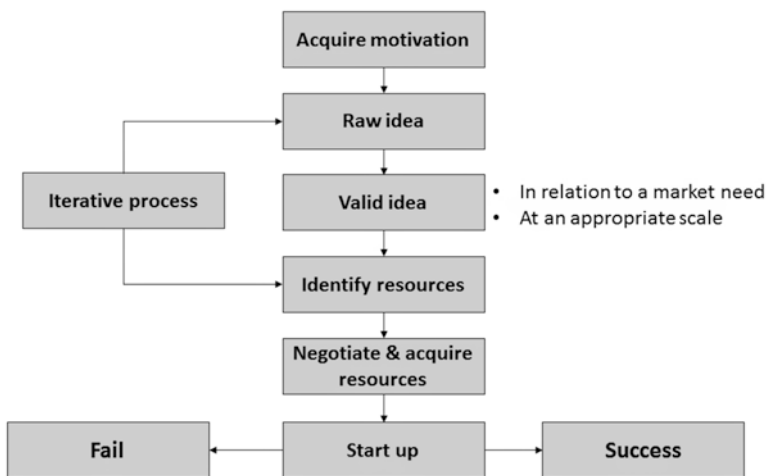 Acquire motivation
Raw idea
Iterative process
Valid idea
• In relation to a market need
• At an appropriate scale
Identify resources
Negotiate & acquire
resources
Fail
Start up
Success